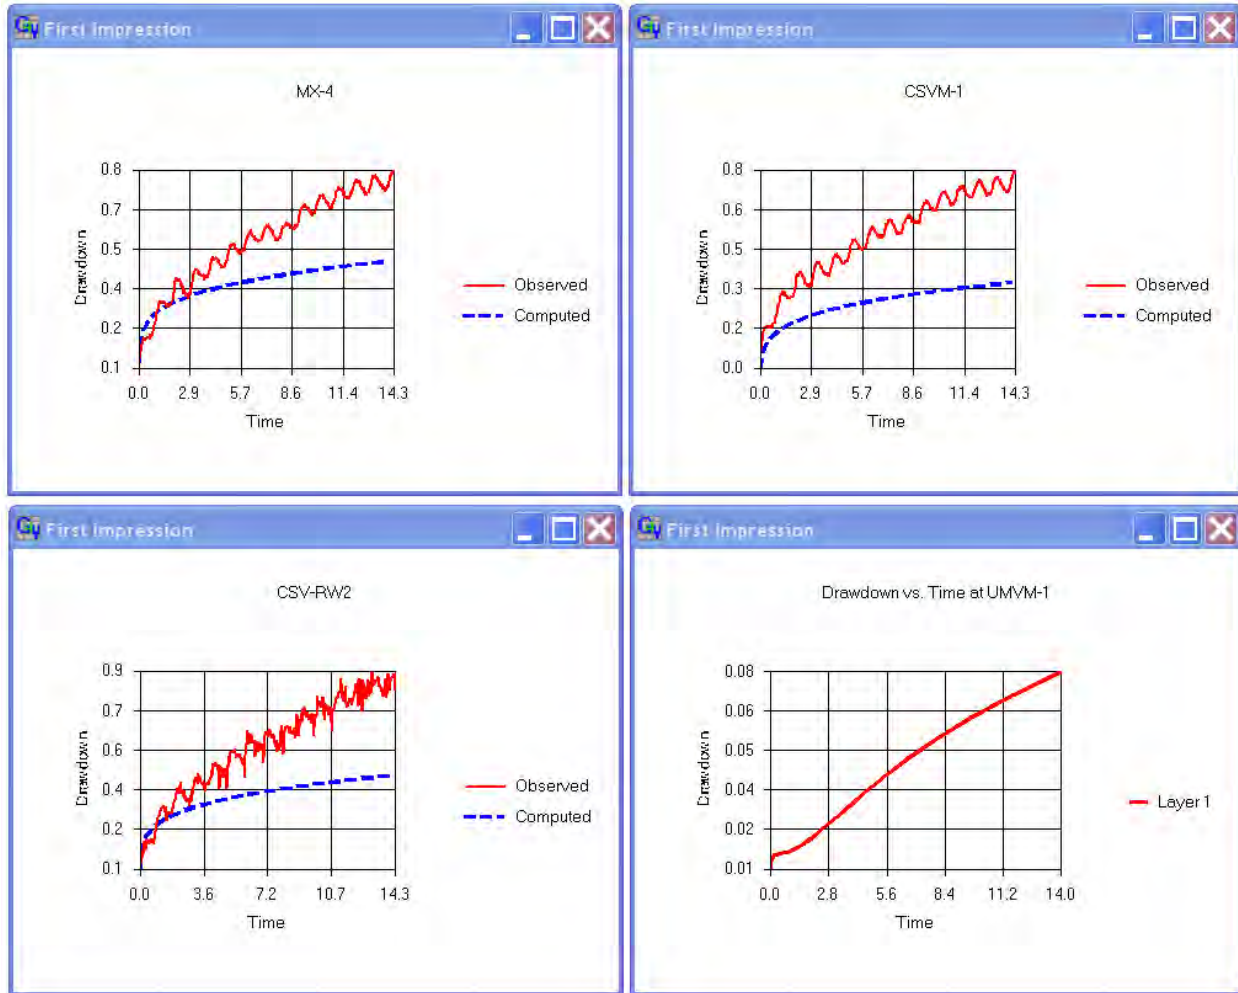 First Impression
MX-4
0.8
0.7
0.5
0.4
0.2
0.1
Drawdown
0.0 2.9 5.7 8.6 11.4 14.3
Time
Observed
Computed
First Impression
CSVM-1
0.8
0.6
0.5
0.3
0.2
0.0
Drawdown
0.0 2.9 5.7 8.6 11.4 14.3
Time
Observed
Computed
First Impression
CSV-RW2
0.9
0.7
0.6
0.4
0.2
0.1
Drawdown
0.0 3.6 7.2 10.7 14.3
Time
Observed
Computed
First Impression
Drawdown vs. Time at UMVM-1
0.08
0.06
0.05
0.04
0.02
0.01
Drawdown
0.0 2.8 5.6 8.4 11.2 14.0
Time
Layer 1